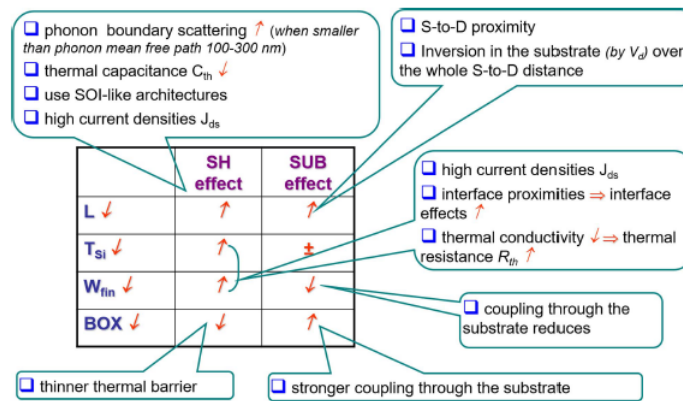 ❑ phonon boundary scattering ↑ (when smaller
than phonon mean free path 100-300 nm)
❑ thermal capacitance Cth ↓
❑ use SOI-like architectures
❑ high current densities Jds
❑ S-to-D proximity
❑ Inversion in the substrate (by Vd) over
the whole S-to-D distance
SH effect SUB effect
L ↓ ↑ ↑
TSi ↓ ↑ ±
Wfin ↓ ↑ ↓
BOX ↓ ↓ ↑
❑ high current densities Jds
❑ interface proximities ⇒ interface
effects ↑
❑ thermal conductivity ↓ ⇒ thermal
resistance Rth ↑
❑ coupling through the
substrate reduces
❑ thinner thermal barrier
❑ stronger coupling through the substrate